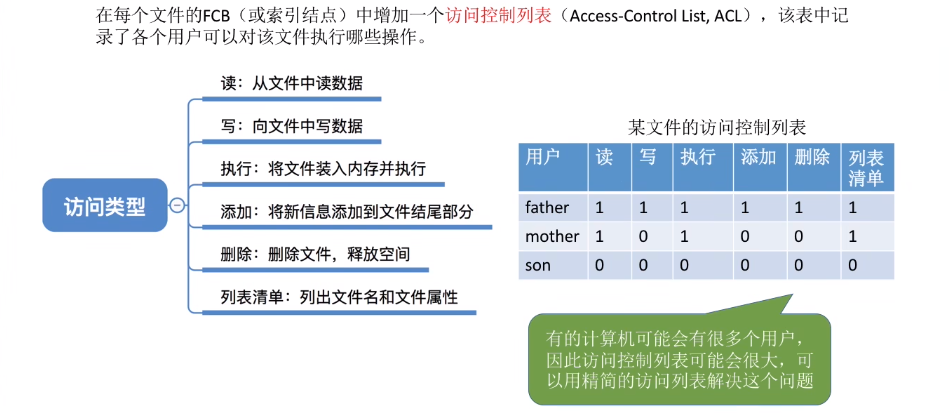 在每个文件的FCB（或索引结点）中增加一个访问控制列表（Access-Control List, ACL），该表中记
录了各个用户可以对该文件执行哪些操作。
访问类型
读：从文件中读数据
写：向文件中写数据
执行：将文件装入内存并执行
添加：将新信息添加到文件结尾部分
删除：删除文件，释放空间
列表清单：列出文件名和文件属性
某文件的访问控制列表
用户 读 写 执行 添加 删除 列表
清单
father 1 1 1 1 1 1
mother 1 0 1 0 0 1
son 0 0 0 0 0 0
有的计算机可能会有很多个用户，
因此访问控制列表可能会很大，可
以用精简的访问列表解决这个问题